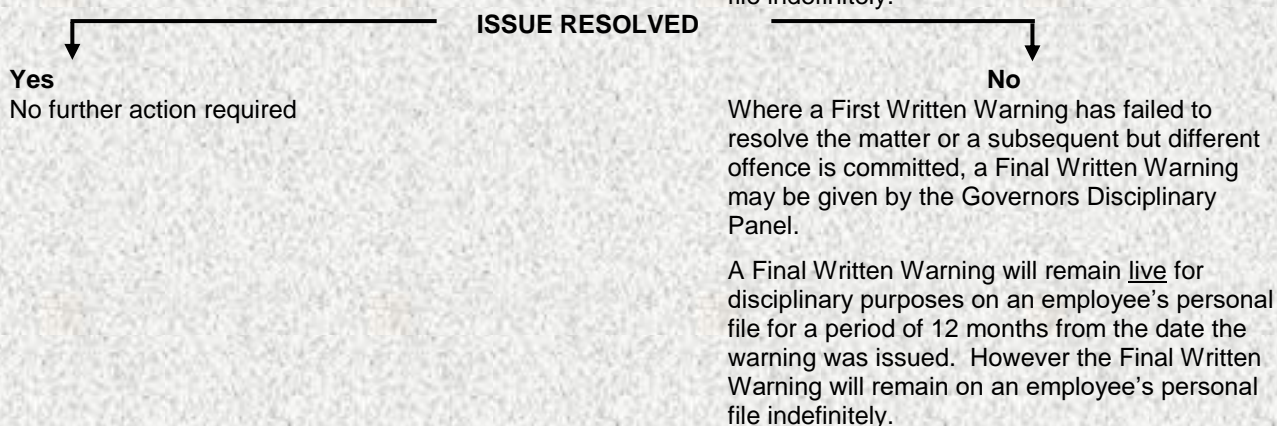 file indefinitely.
ISSUE RESOLVED
Yes
No further action required
No
Where a First Written Warning has failed to
resolve the matter or a subsequent but different
offence is committed, a Final Written Warning
may be given by the Governors Disciplinary
Panel.
A Final Written Warning will remain live for
disciplinary purposes on an employee’s personal
file for a period of 12 months from the date the
warning was issued.  However the Final Written
Warning will remain on an employee’s personal
file indefinitely.